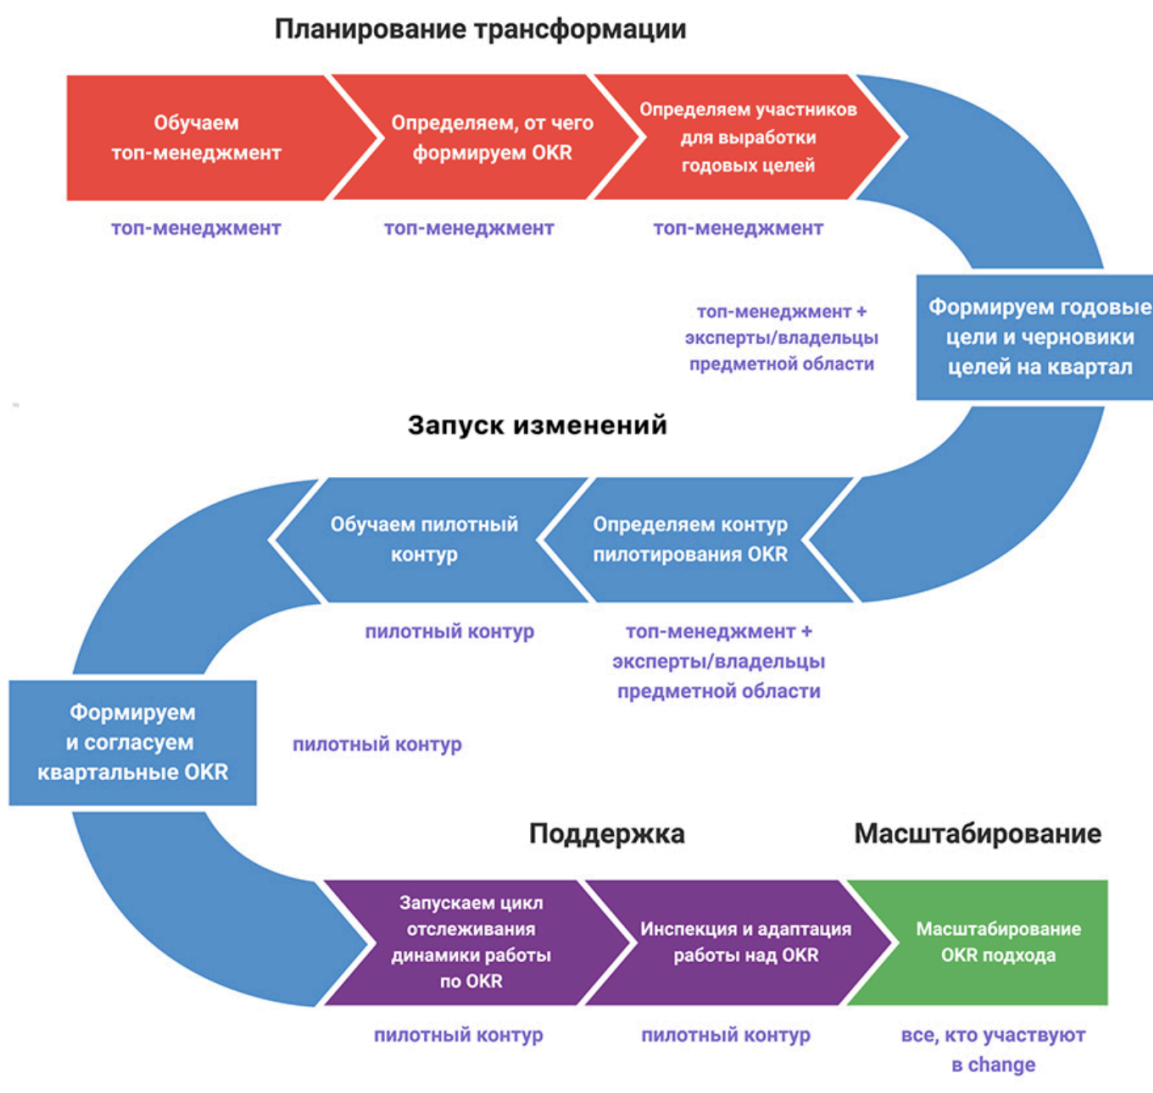 Планирование трансформации
Обучаем
топ-менеджмент
Определяем, от чего
формируем OKR
Определяем участников
для выработки
годовых целей
топ-менеджмент
топ-менеджмент
топ-менеджмент
Формируем годовые
цели и черновики
целей на квартал
топ-менеджмент +
эксперты/владельцы
предметной области
Запуск изменений
Определяем контур
пилотирования OKR
топ-менеджмент +
эксперты/владельцы
предметной области
Обучаем пилотный
контур
пилотный контур
Формируем
и согласуем
квартальные OKR
пилотный контур
Поддержка
Масштабирование
Запускаем цикл
отслеживания
динамики работы
по OKR
Инспекция и адаптация
работы над OKR
Масштабирование
OKR подхода
пилотный контур
пилотный контур
все, кто участвуют
в change